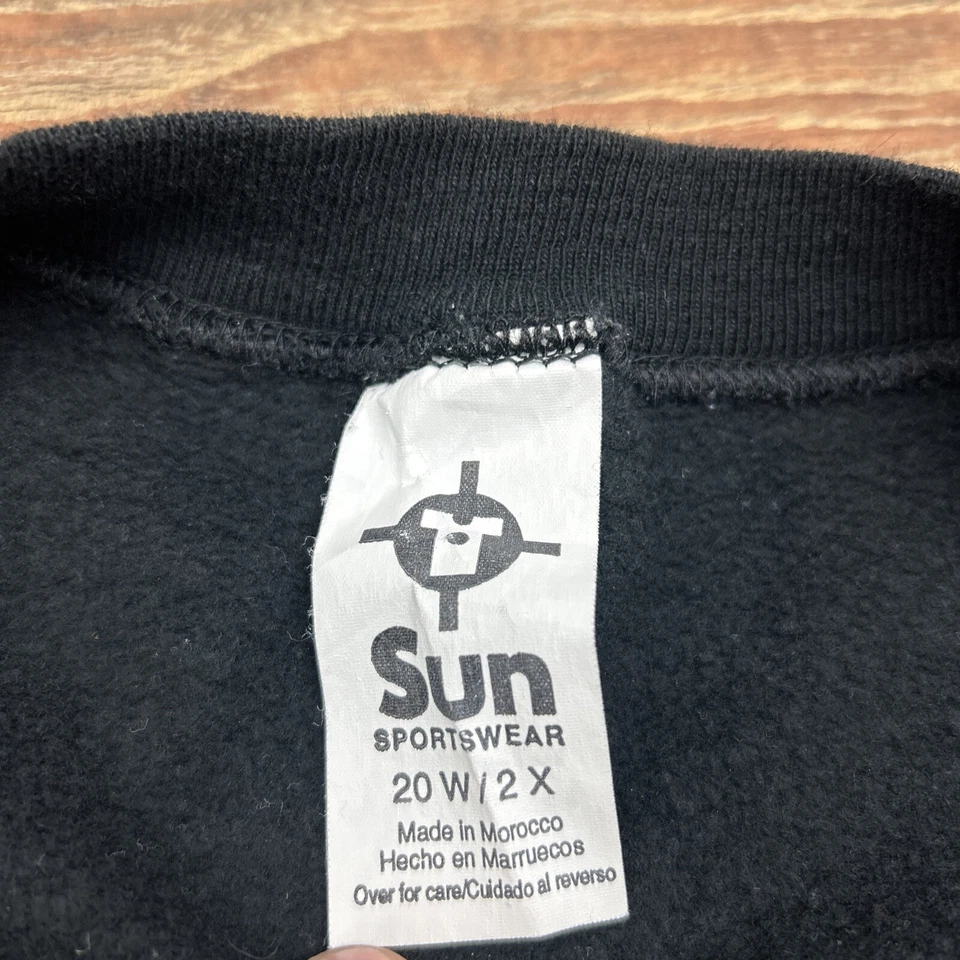 Sun
SPORTSWEAR
20 W / 2 X
Made in Morocco
Hecho en Marruecos
Over for care/Cuidado al reverso